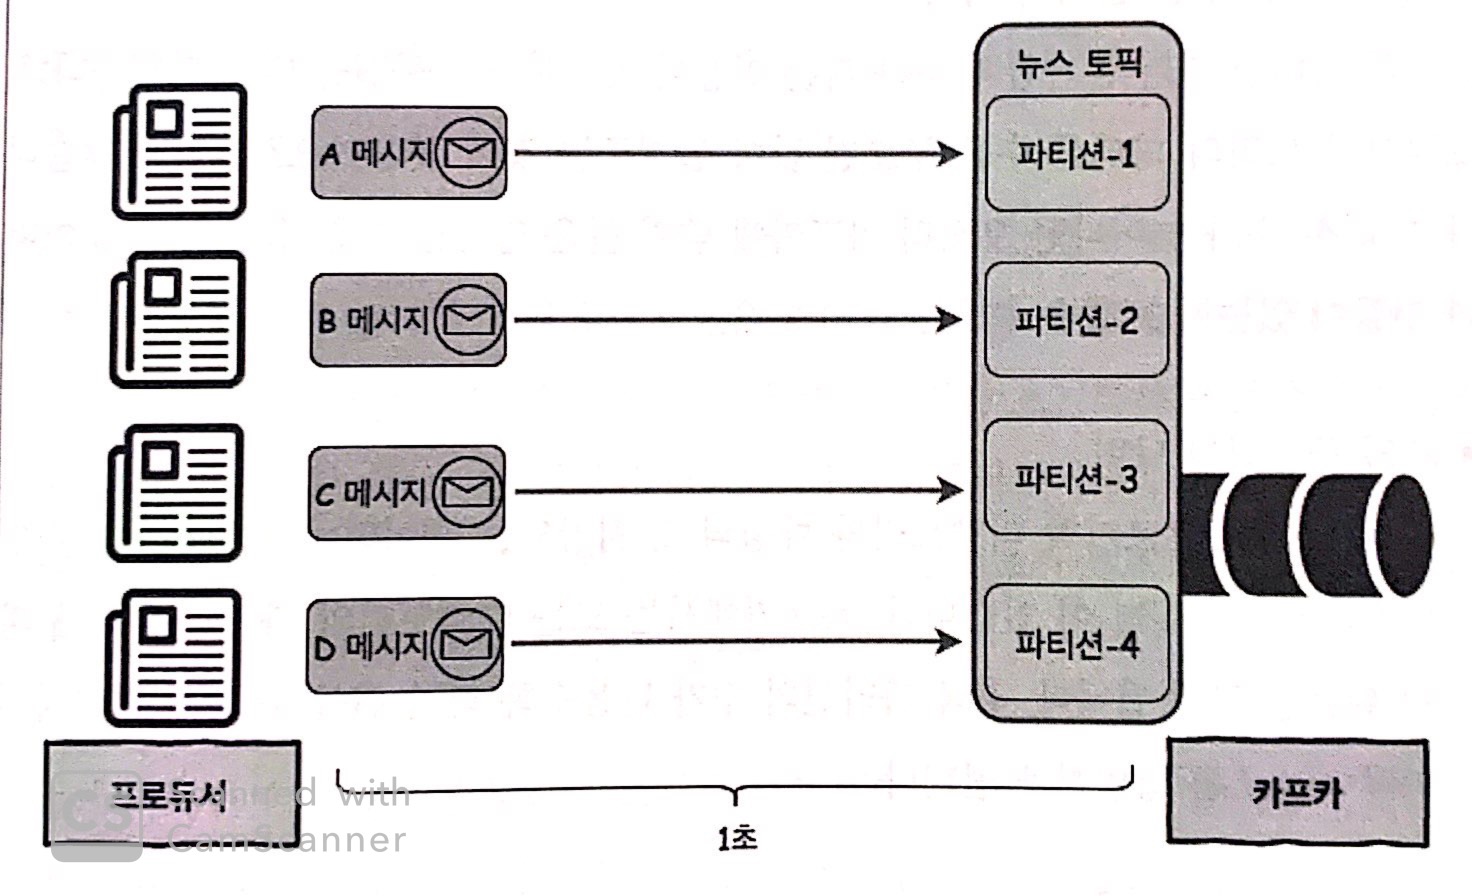 뉴스 토픽
A 메시지
파티션-1
B 메시지
파티션-2
C 메시지
파티션-3
D 메시지
파티션-4
프로듀서
카프카
1초
CS
Scanned with
CamScanner